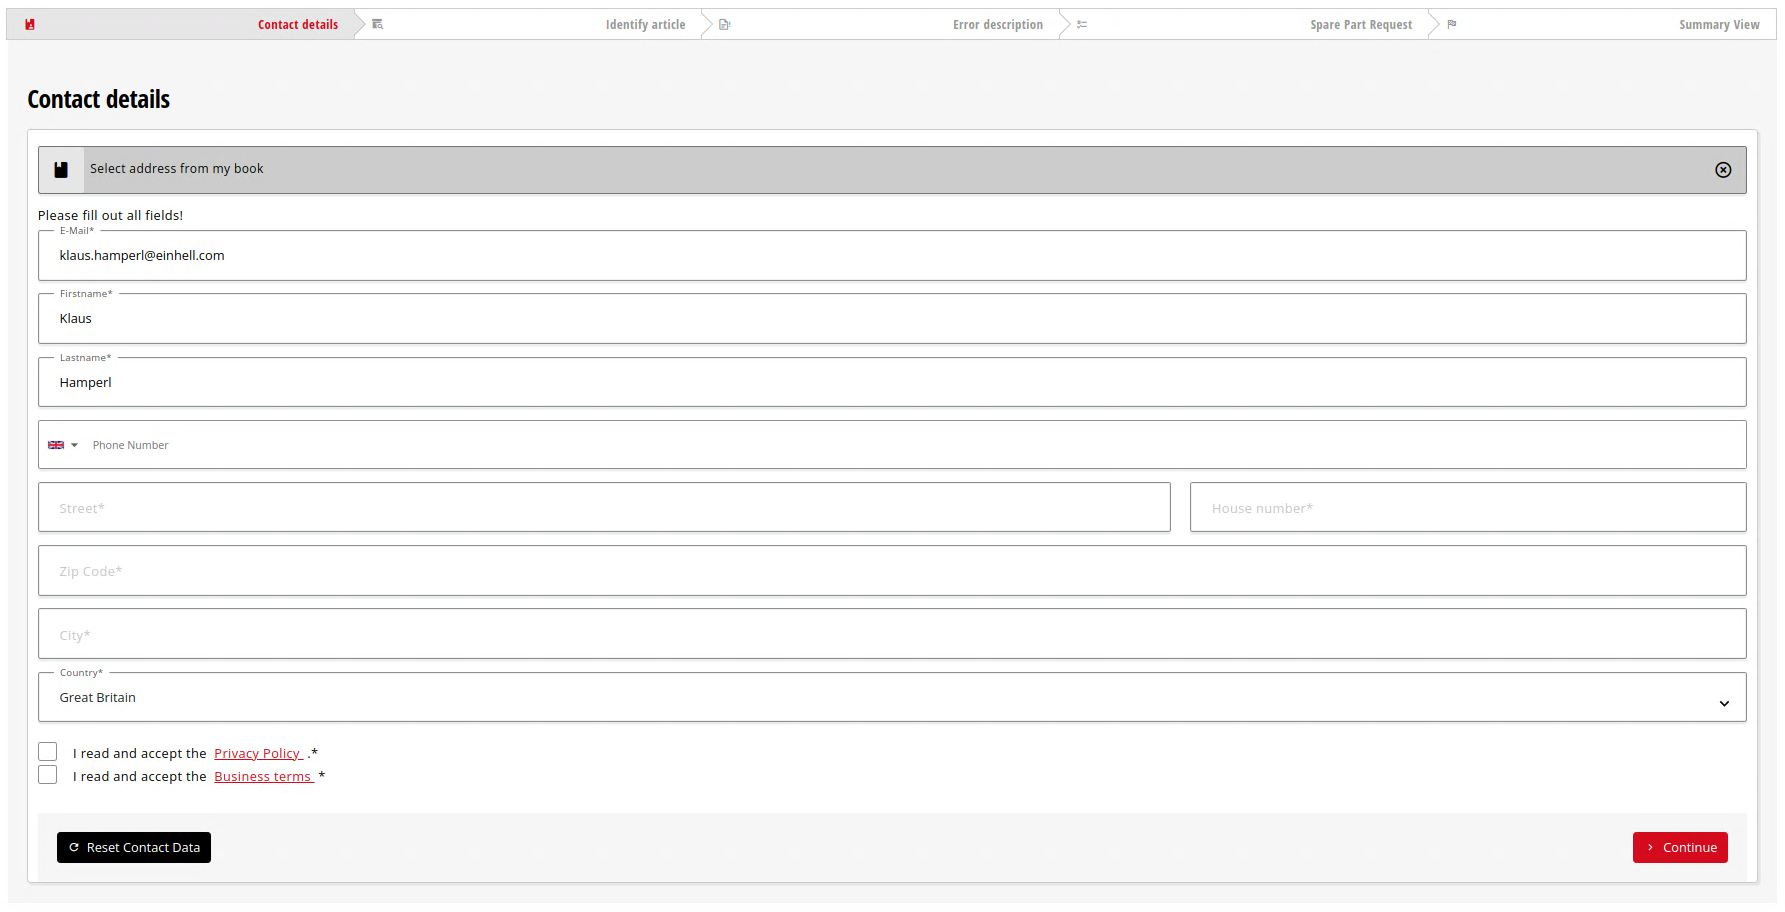 Contact details
Identify article
Error description
Spare Part Request
Summary View
Contact details
Select address from my book
Please fill out all fields!
E-Mail*
klaus.hamperl@einhell.com
Firstname*
Klaus
Lastname*
Hamperl
Phone Number
Street*
House number*
Zip Code*
City*
Country*
Great Britain
I read and accept the Privacy Policy .*
I read and accept the Business terms *
Reset Contact Data
Continue